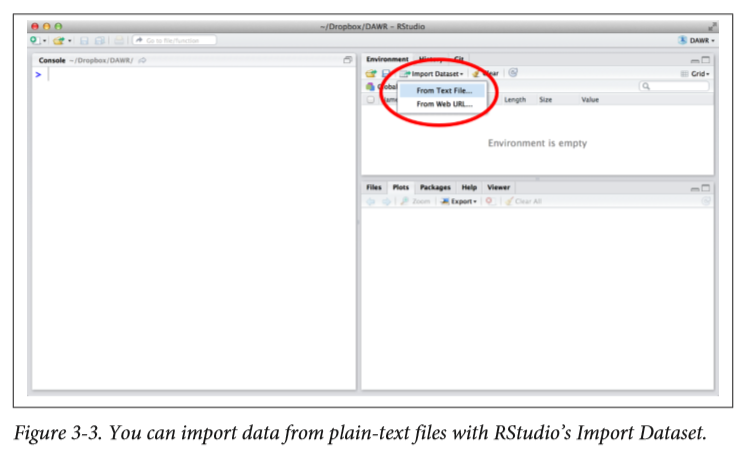 ~/Dropbox/DAWR - RStudio
Go to file/function
DAWR
Console ~/Dropbox/DAWR/
Environment History Git
>
Import Dataset Clear
Grid
Global
From Text File...
Length Size Value
From Web URL...
Environment is empty
Files Plots Packages Help Viewer
Zoom Export Clear All
Figure 3-3. You can import data from plain-text files with RStudio's Import Dataset.